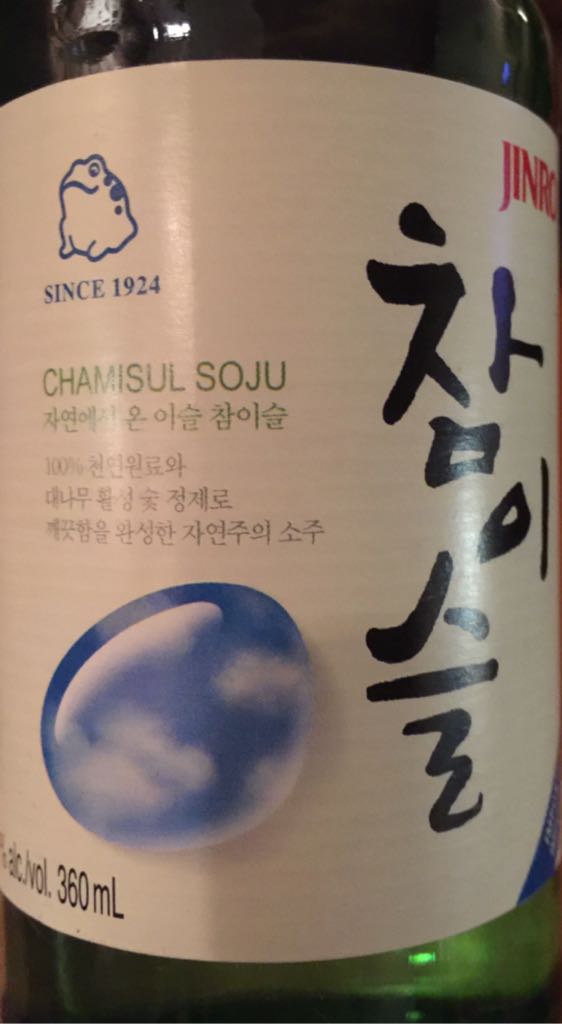 JINRO
SINCE 1924
참이슬
CHAMISUL SOJU
자연에서 온 이슬 참이슬
100% 천연원료와
대나무 활성 숯 정제로
깨끗함을 완성한 자연주의 소주
% alc./vol. 360 mL